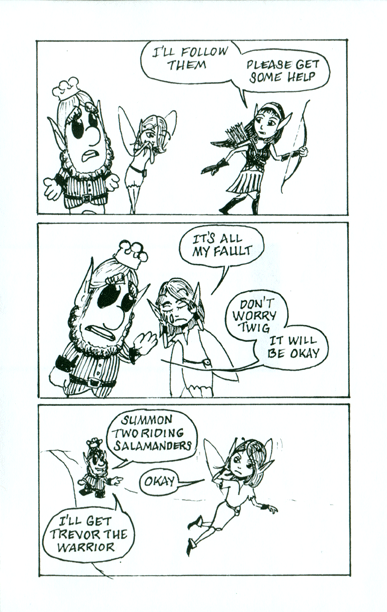 I'LL FOLLOW
THEM
PLEASE GET
SOME HELP
IT'S ALL
MY FAULT
DON'T
WORRY
TWIG
IT WILL
BE OKAY
SUMMON
TWO RIDING
SALAMANDERS
OKAY
I'LL GET
TREVOR THE
WARRIOR